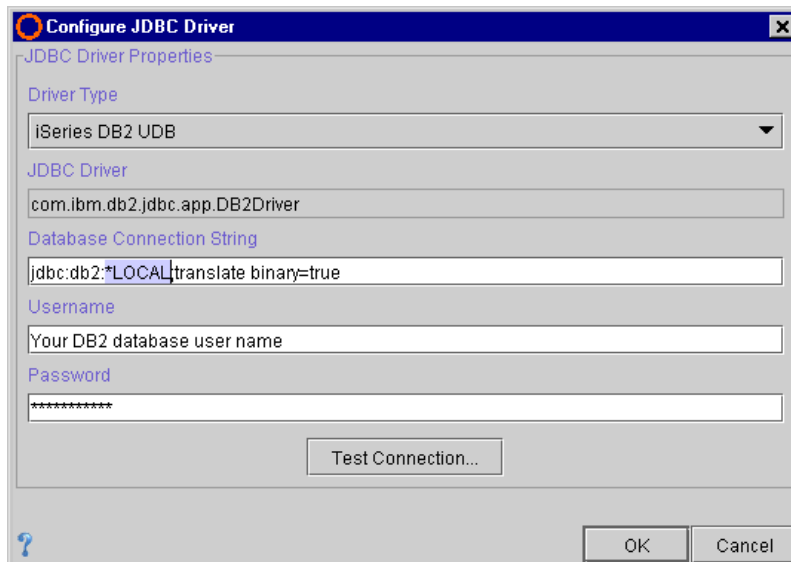 Configure JDBC Driver
JDBC Driver Properties
Driver Type
iSeries DB2 UDB
JDBC Driver
com.ibm.db2.jdbc.app.DB2Driver
Database Connection String
jdbc:db2:*LOCAL;translate binary=true
Username
Your DB2 database user name
Password
***********
Test Connection...
?
OK Cancel